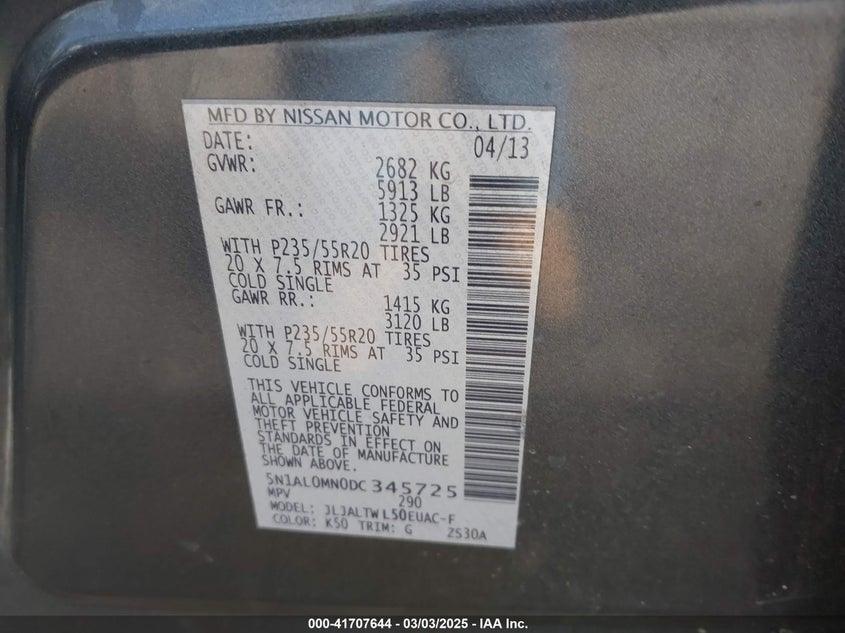 MFD BY NISSAN MOTOR CO., LTD.
DATE: 04/13
GVWR: 2682 KG
5913 LB
GAWR FR.: 1325 KG
2921 LB
WITH P235/55R20 TIRES
20 X 7.5 RIMS AT 35 PSI
COLD SINGLE
GAWR RR.: 1415 KG
3120 LB
WITH P235/55R20 TIRES
20 X 7.5 RIMS AT 35 PSI
COLD SINGLE
THIS VEHICLE CONFORMS TO
ALL APPLICABLE FEDERAL
MOTOR VEHICLE SAFETY AND
THEFT PREVENTION
STANDARDS IN EFFECT ON
THE DATE OF MANUFACTURE
SHOWN ABOVE.
5N1AL0MN0DC 345725
MPV 290
MODEL: JLJALTWL50EUAC-F
COLOR: K50 TRIM: G 2S30A
000-41707644 - 03/03/2025 - IAA Inc.